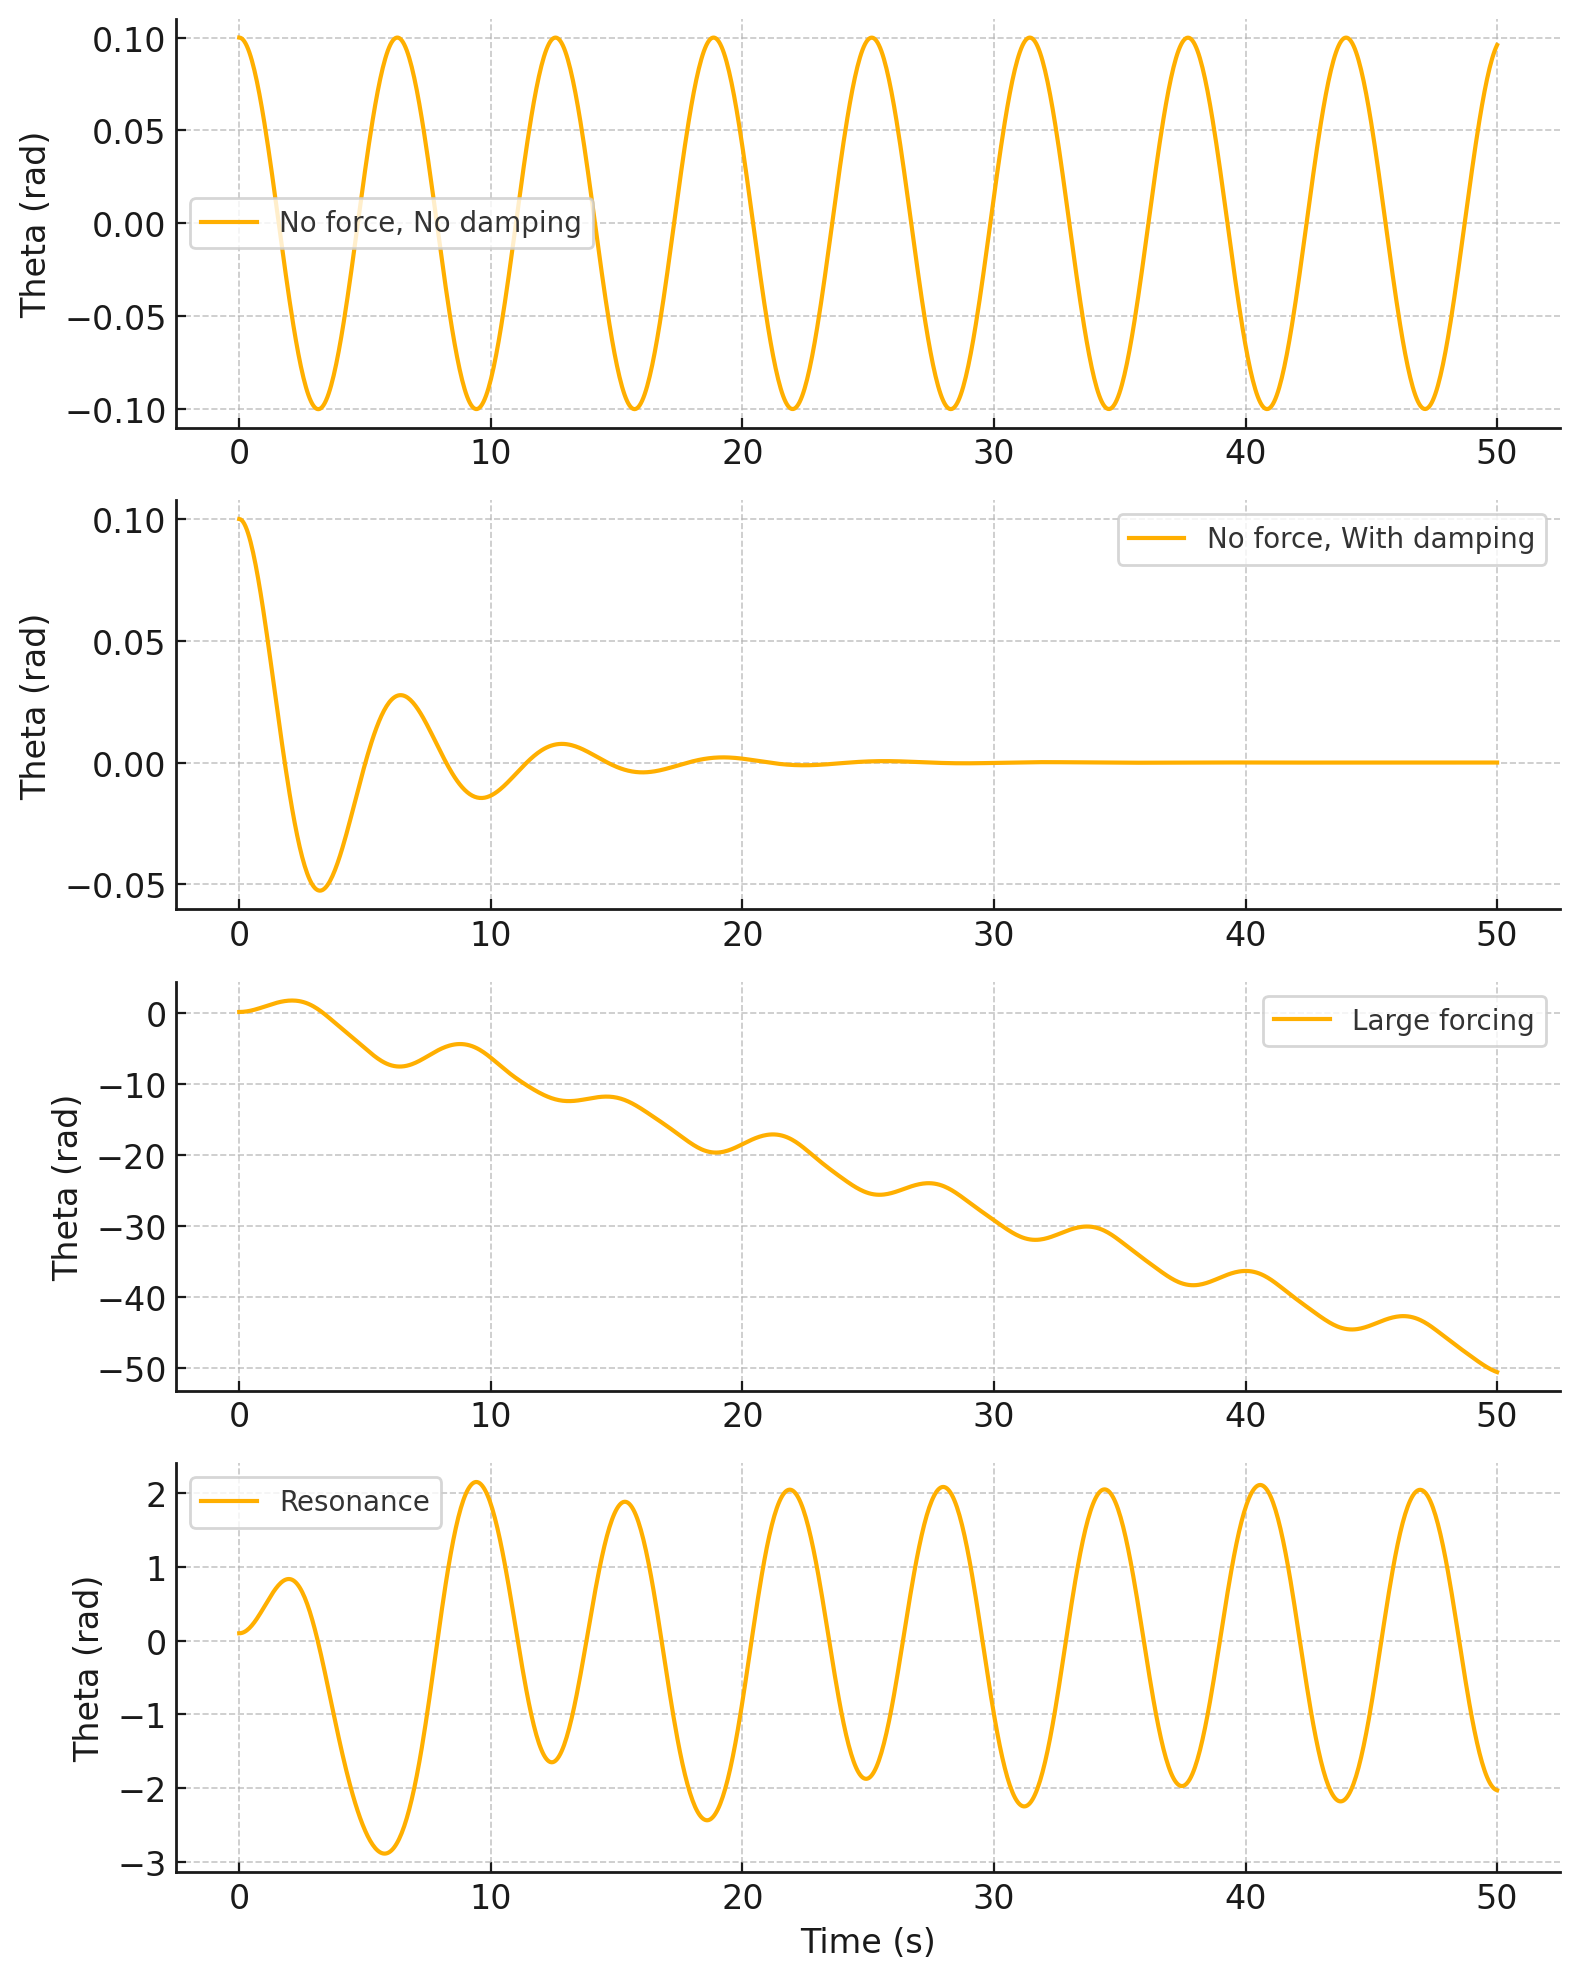 0.10
0.05
0.00
−0.05
−0.10
Theta (rad)
No force, No damping
0 10 20 30 40 50
0.10
0.05
0.00
−0.05
Theta (rad)
No force, With damping
0 10 20 30 40 50
0
−10
−20
−30
−40
−50
Theta (rad)
Large forcing
0 10 20 30 40 50
2
1
0
−1
−2
−3
Theta (rad)
Resonance
0 10 20 30 40 50
Time (s)